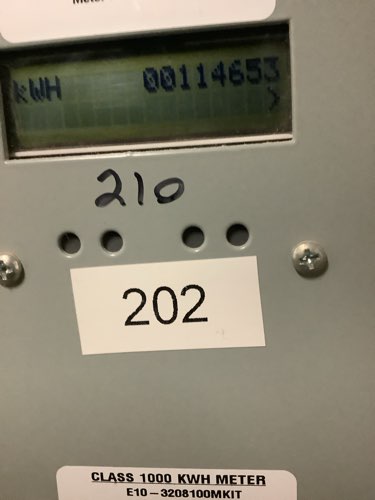 kWH 00114653
>
210
202
CLASS 1000 KWH METER
E10-3208100MKIT